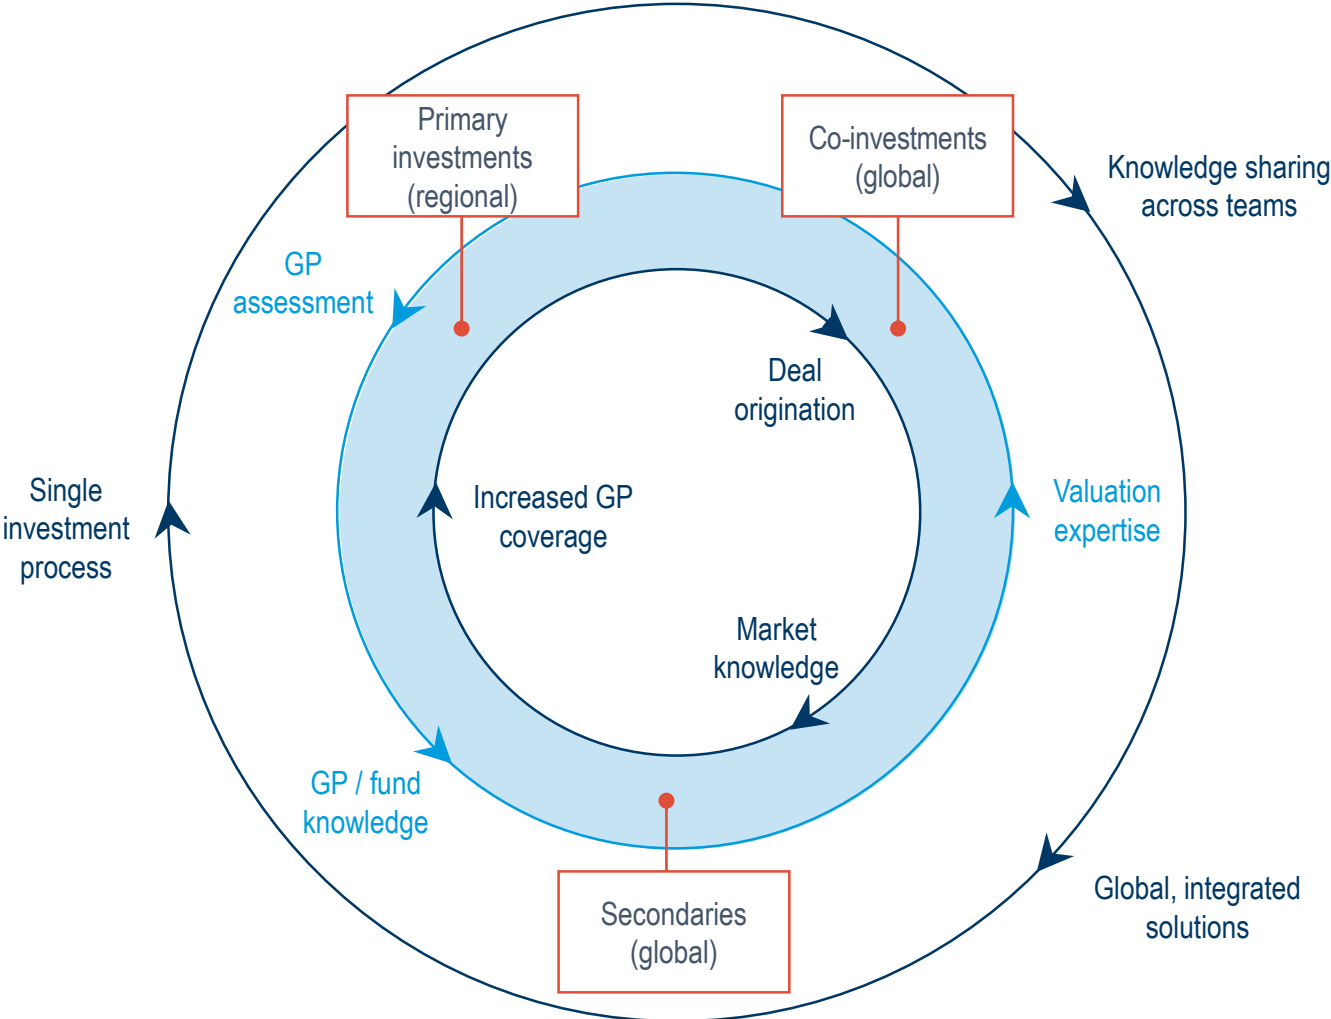 Primary
investments
(regional)
Co-investments
(global)
Knowledge sharing
across teams
GP
assessment
Deal
origination
Single
investment
process
Increased GP
coverage
Valuation
expertise
Market
knowledge
GP / fund
knowledge
Global, integrated
solutions
Secondaries
(global)